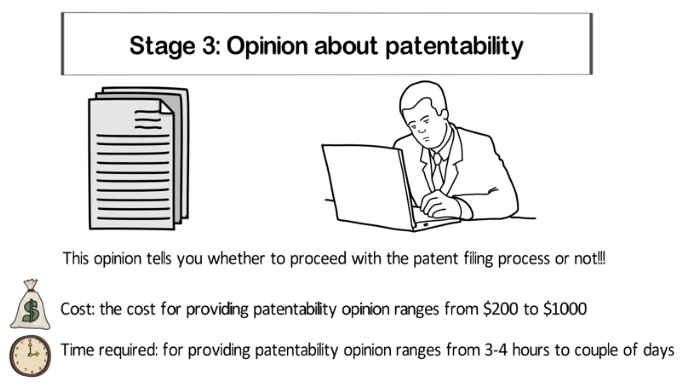 Stage 3: Opinion about patentability
This opinion tells you whether to proceed with the patent filing process or not!!!
$
Cost: the cost for providing patentability opinion ranges from $200 to $1000
Time required: for providing patentability opinion ranges from 3-4 hours to couple of days